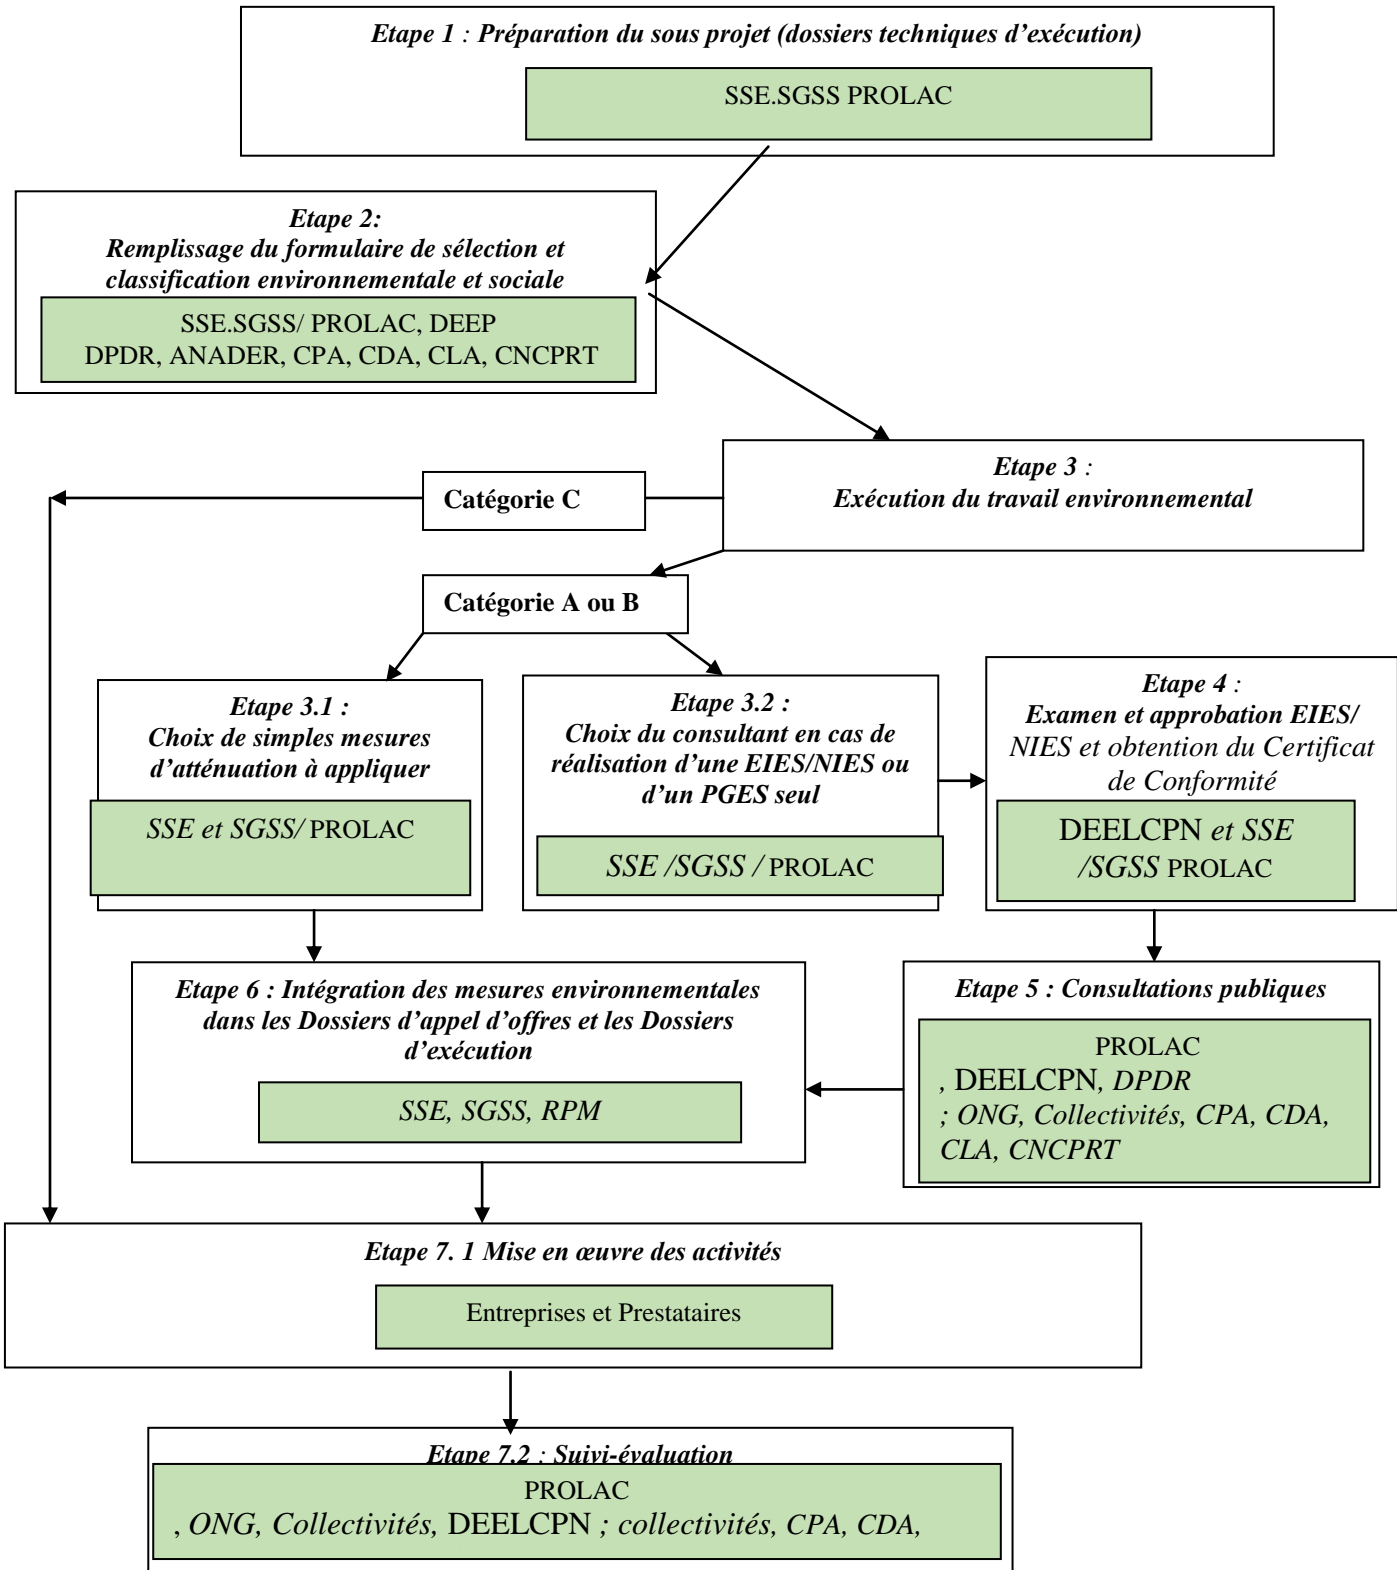 Etape 1 : Préparation du sous projet (dossiers techniques d’exécution)
SSE.SGSS PROLAC
Etape 2:
Remplissage du formulaire de sélection et
classification environnementale et sociale
SSE.SGSS/ PROLAC, DEEP
DPDR, ANADER, CPA, CDA, CLA, CNCPRT
Etape 3 :
Exécution du travail environnemental
Catégorie C
Catégorie A ou B
Etape 3.1 :
Choix de simples mesures
d’atténuation à appliquer
SSE et SGSS/ PROLAC
Etape 3.2 :
Choix du consultant en cas de
réalisation d’une EIES/NIES ou
d’un PGES seul
SSE /SGSS / PROLAC
Etape 4 :
Examen et approbation EIES/
NIES et obtention du Certificat
de Conformité
DEELCPN et SSE
/SGSS PROLAC
Etape 6 : Intégration des mesures environnementales
dans les Dossiers d’appel d’offres et les Dossiers
d’exécution
SSE, SGSS, RPM
Etape 5 : Consultations publiques
PROLAC
, DEELCPN, DPDR
; ONG, Collectivités, CPA, CDA,
CLA, CNCPRT
Etape 7. 1 Mise en œuvre des activités
Entreprises et Prestataires
Etape 7.2 : Suivi-évaluation
PROLAC
, ONG, Collectivités, DEELCPN ; collectivités, CPA, CDA,